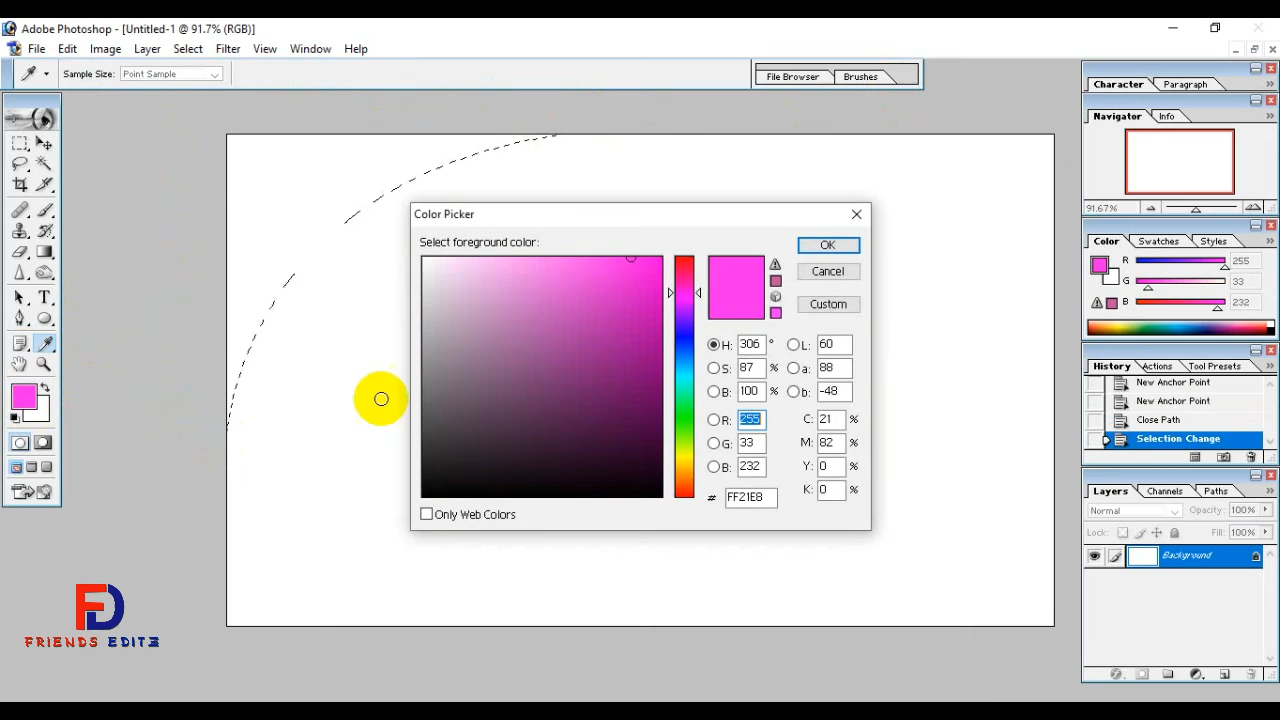 Adobe Photoshop - [Untitled-1 @ 91.7% (RGB)]
File Edit Image Layer Select Filter View Window Help
Sample Size: Point Sample
File Browser Brushes
Character Paragraph
Navigator Info
91.67%
Color Swatches Styles
R 255
G 33
B 232
History Actions Tool Presets
New Anchor Point
New Anchor Point
Close Path
Selection Change
Layers Channels Paths
Normal Opacity: 100%
Lock: Fill: 100%
Background
Color Picker
Select foreground color:
OK
Cancel
Custom
H: 306 ° L: 60
S: 87 % a: 88
B: 100 % b: -48
R: 255 C: 21 %
G: 33 M: 82 %
B: 232 Y: 0 %
# FF21E8 K: 0 %
Only Web Colors
FD
FRIENDS EDITZ